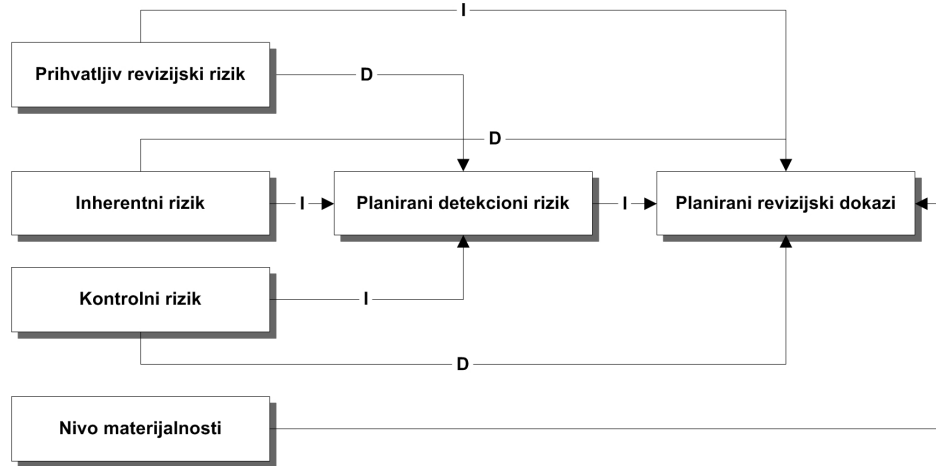 I
Prihvatljiv revizijski rizik
D
D
Inherentni rizik
I
Planirani detekcioni rizik
I
Planirani revizijski dokazi
Kontrolni rizik
I
D
Nivo materijalnosti